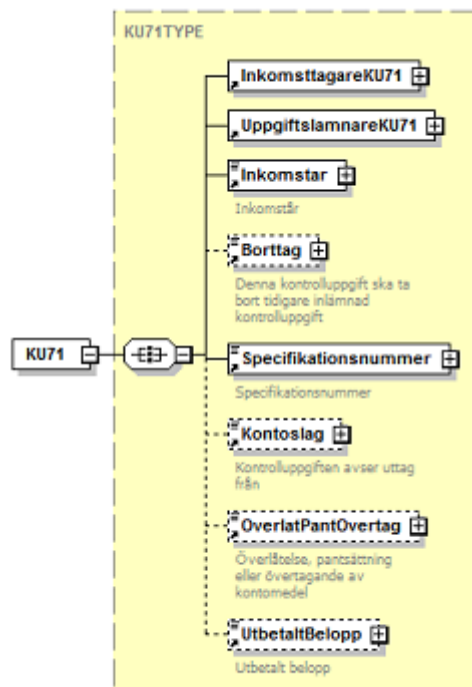 KU71TYPE
InkomsttagareKU71
UppgiftslamnareKU71
Inkomstar
Inkomstår
Borttag
Denna kontrolluppgift ska ta
bort tidigare inlämnad
kontrolluppgift
KU71
Specifikationsnummer
Specifikationsnummer
Kontoslag
Kontrolluppgiften avser uttag
från
OverlatPantOvertag
Överlåtelse, pantsättning
eller övertagande av
kontomedel
UtbetaltBelopp
Utbetalt belopp